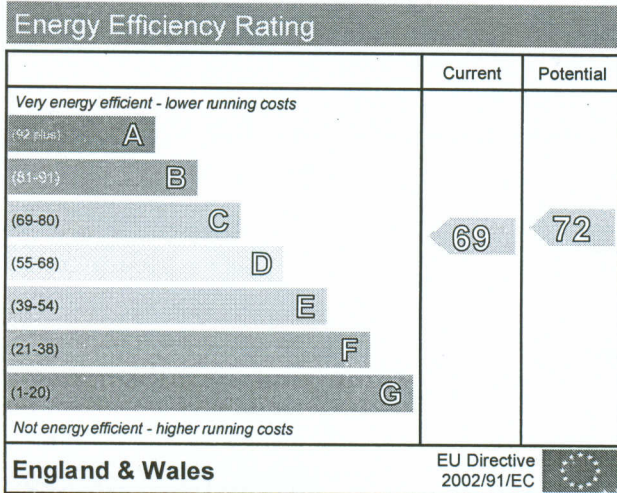 Energy Efficiency Rating
Current Potential
Very energy efficient - lower running costs
(92 plus) A
(81-91) B
(69-80) C
69 72
(55-68) D
(39-54) E
(21-38) F
(1-20) G
Not energy efficient - higher running costs
England & Wales
EU Directive
2002/91/EC